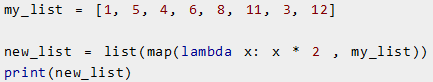 my_list = [1, 5, 4, 6, 8, 11, 3, 12]
new_list = list(map(lambda x: x * 2 , my_list))
print(new_list)